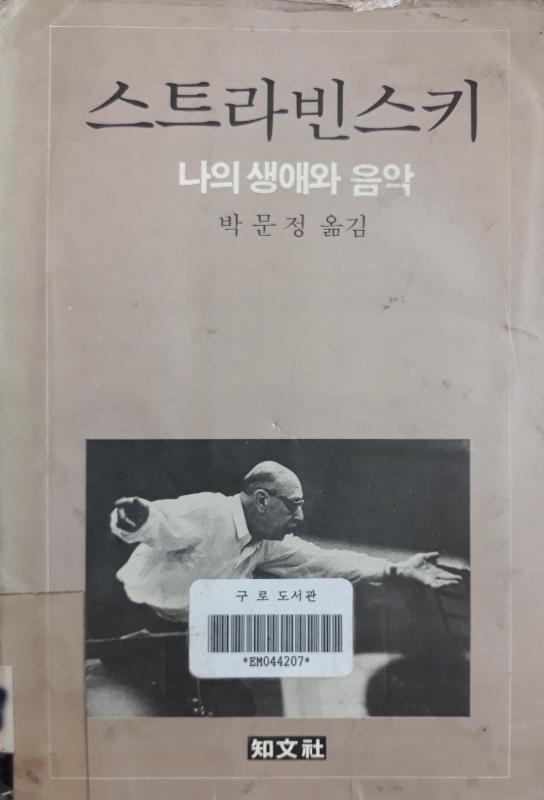 스트라빈스키
나의 생애와 음악
박문정 옮김
구로 도서관
*EM044207*
知文社